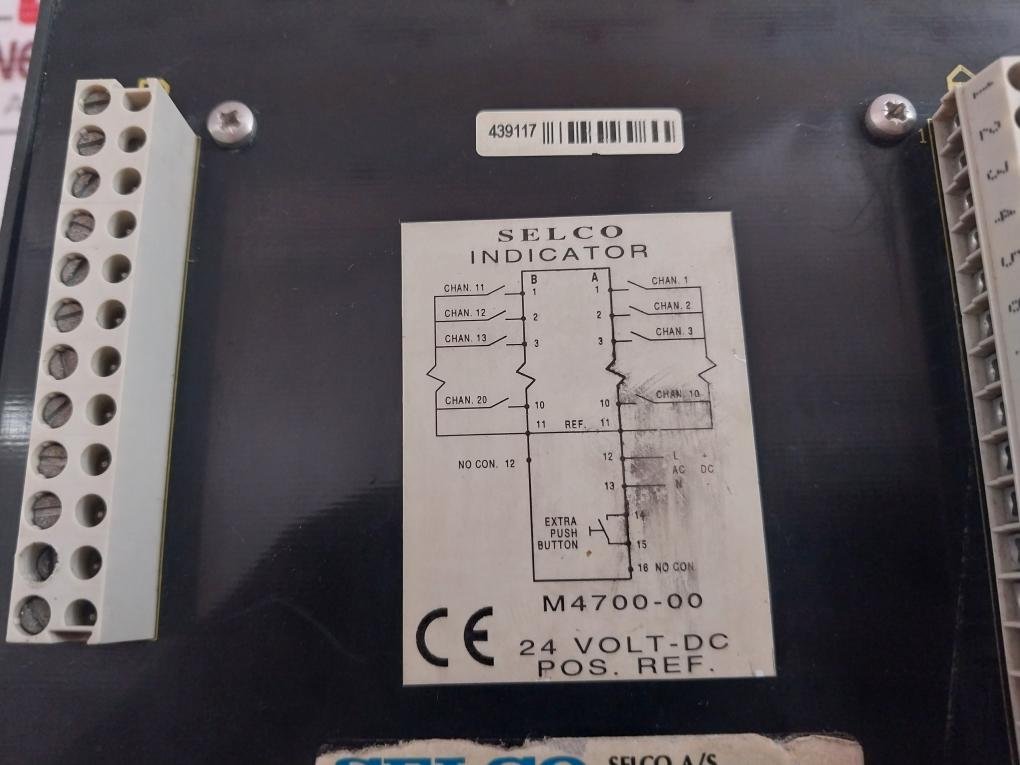 439117
SELCO
INDICATOR
B A
CHAN. 11 1 1 CHAN. 1
CHAN. 12 2 2 CHAN. 2
CHAN. 13 3 3 CHAN. 3
CHAN. 20 10 10 CHAN. 10
11 REF. 11
NO CON. 12 12 L +
AC DC
13 N
14
EXTRA
PUSH
BUTTON 15
16 NO CON
M4700-00
CE 24 VOLT-DC
POS. REF.
SELCO SELCO A/S
1